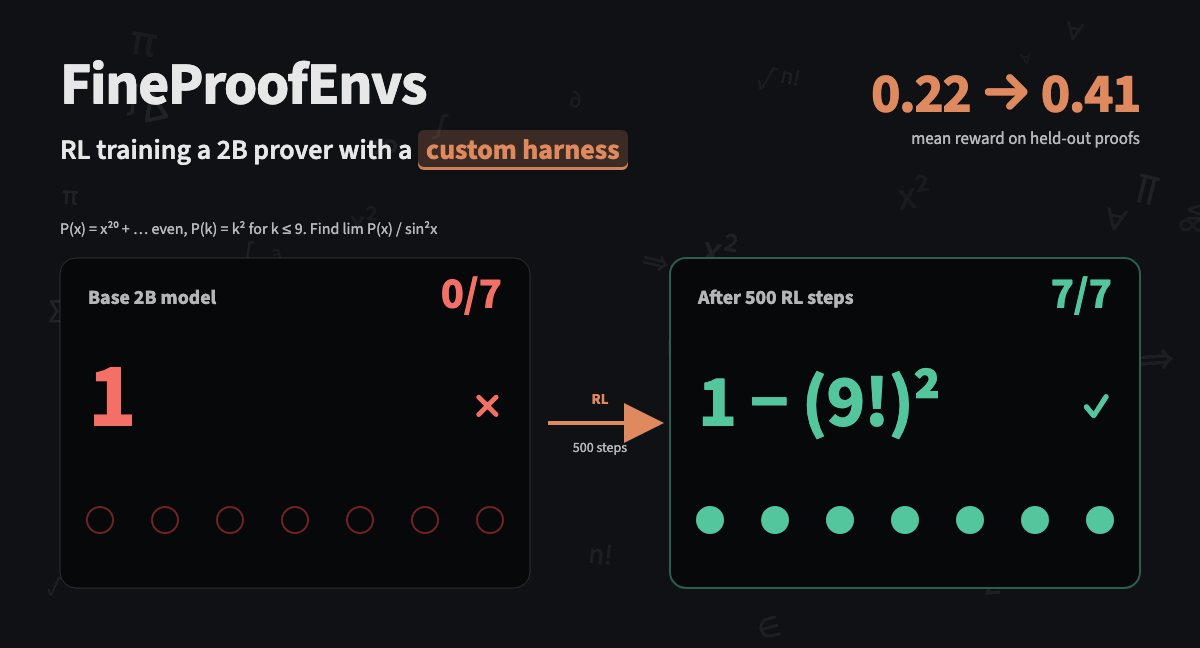 FineProofEnvs
RL training a 2B prover with a custom harness
0.22 → 0.41
mean reward on held-out proofs
P(x) = x²⁰ + … even, P(k) = k² for k ≤ 9. Find lim P(x) / sin²x
Base 2B model
0/7
1
✕
RL
500 steps
After 500 RL steps
7/7
1 − (9!)²
✓